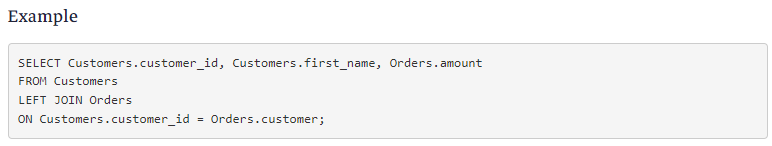 Example
SELECT Customers.customer_id, Customers.first_name, Orders.amount
FROM Customers
LEFT JOIN Orders
ON Customers.customer_id = Orders.customer;